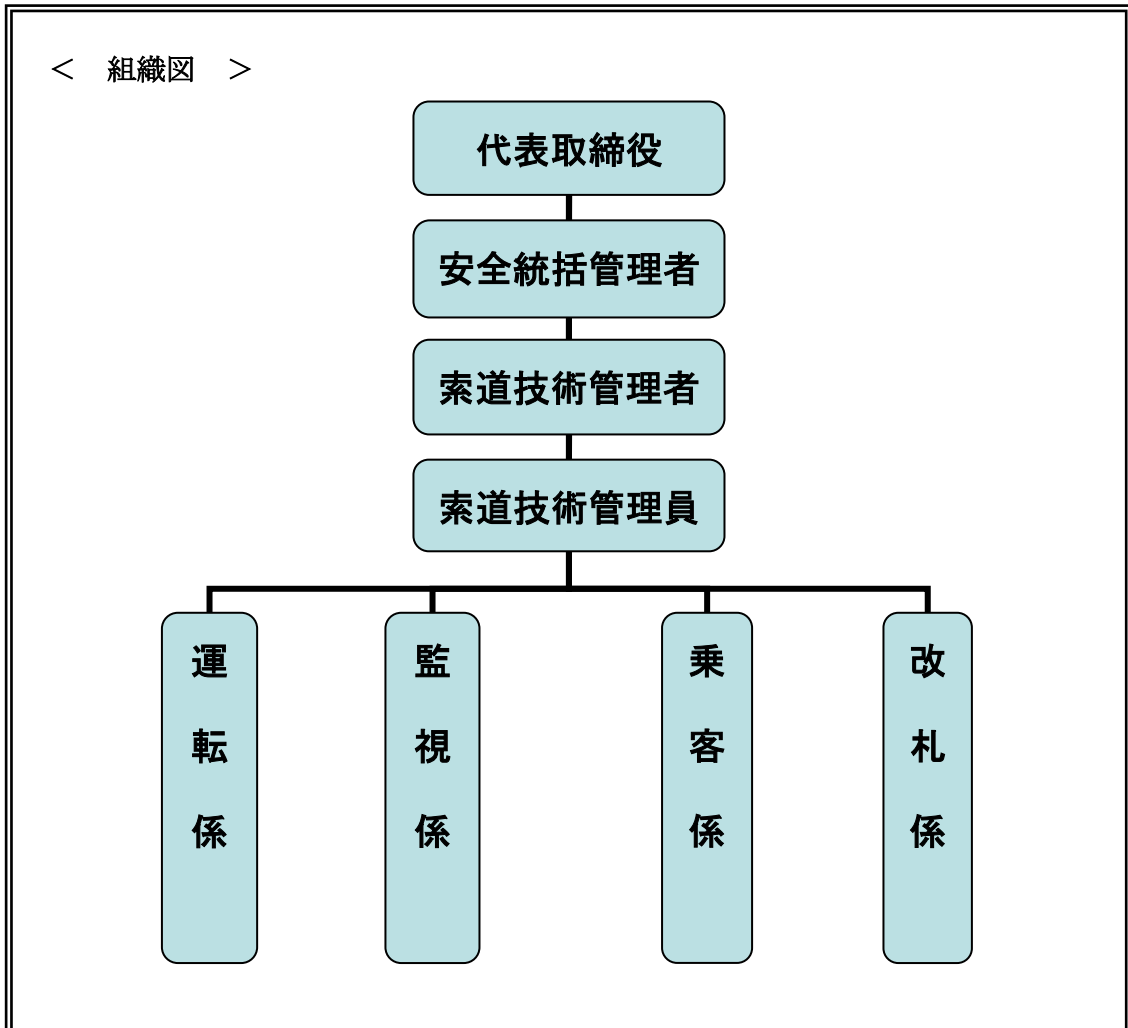 ＜　組織図　＞
代表取締役
安全統括管理者
索道技術管理者
索道技術管理員
運転係
監視係
乗客係
改札係